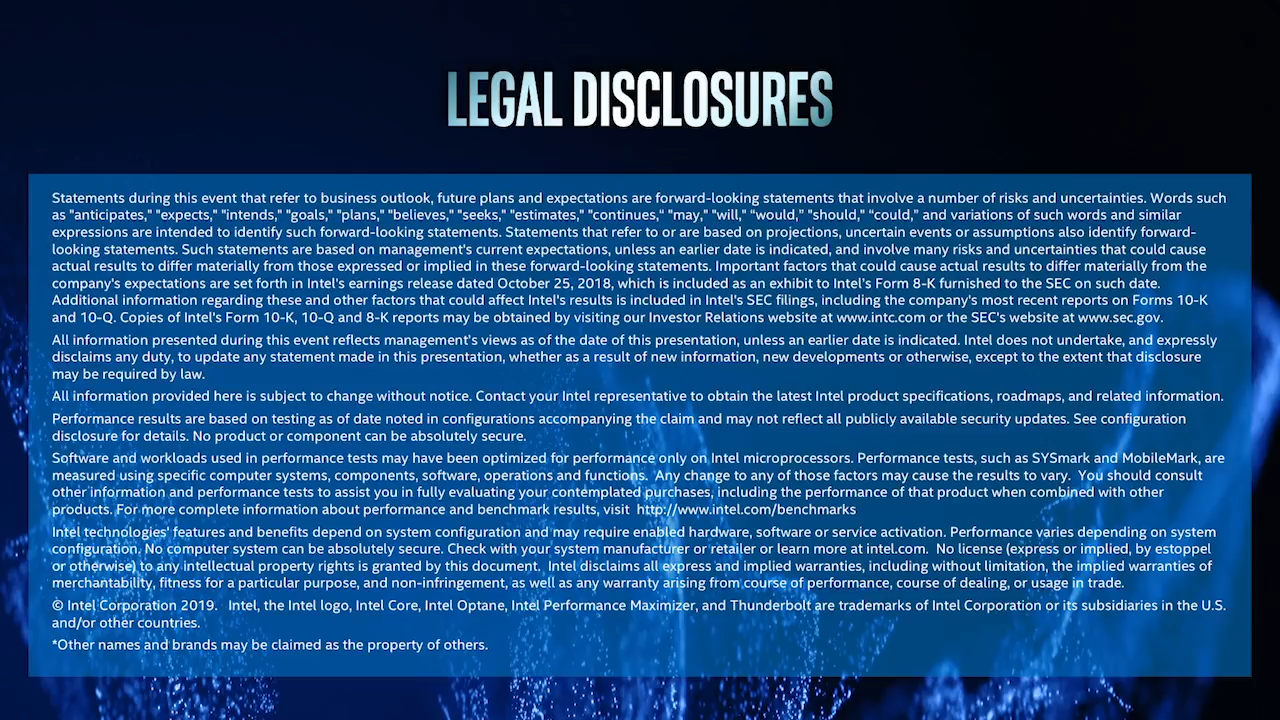 LEGAL DISCLOSURES
Statements during this event that refer to business outlook, future plans and expectations are forward-looking statements that involve a number of risks and uncertainties. Words such
as "anticipates," "expects," "intends," "goals," "plans," "believes," "seeks," "estimates," "continues," "may," "will," "would," "should," "could," and variations of such words and similar
expressions are intended to identify such forward-looking statements. Statements that refer to or are based on projections, uncertain events or assumptions also identify forward-
looking statements. Such statements are based on management's current expectations, unless an earlier date is indicated, and involve many risks and uncertainties that could cause
actual results to differ materially from those expressed or implied in these forward-looking statements. Important factors that could cause actual results to differ materially from the
company's expectations are set forth in Intel's earnings release dated October 25, 2018, which is included as an exhibit to Intel's Form 8-K furnished to the SEC on such date.
Additional information regarding these and other factors that could affect Intel's results is included in Intel's SEC filings, including the company's most recent reports on Forms 10-K
and 10-Q. Copies of Intel's Form 10-K, 10-Q and 8-K reports may be obtained by visiting our Investor Relations website at www.intc.com or the SEC's website at www.sec.gov.
All information presented during this event reflects management's views as of the date of this presentation, unless an earlier date is indicated. Intel does not undertake, and expressly
disclaims any duty, to update any statement made in this presentation, whether as a result of new information, new developments or otherwise, except to the extent that disclosure
may be required by law.
All information provided here is subject to change without notice. Contact your Intel representative to obtain the latest Intel product specifications, roadmaps, and related information.
Performance results are based on testing as of date noted in configurations accompanying the claim and may not reflect all publicly available security updates. See configuration
disclosure for details. No product or component can be absolutely secure.
Software and workloads used in performance tests may have been optimized for performance only on Intel microprocessors. Performance tests, such as SYSmark and MobileMark, are
measured using specific computer systems, components, software, operations and functions. Any change to any of those factors may cause the results to vary. You should consult
other information and performance tests to assist you in fully evaluating your contemplated purchases, including the performance of that product when combined with other
products. For more complete information about performance and benchmark results, visit http://www.intel.com/benchmarks
Intel technologies' features and benefits depend on system configuration and may require enabled hardware, software or service activation. Performance varies depending on system
configuration. No computer system can be absolutely secure. Check with your system manufacturer or retailer or learn more at intel.com. No license (express or implied, by estoppel
or otherwise) to any intellectual property rights is granted by this document. Intel disclaims all express and implied warranties, including without limitation, the implied warranties of
merchantability, fitness for a particular purpose, and non-infringement, as well as any warranty arising from course of performance, course of dealing, or usage in trade.
© Intel Corporation 2019. Intel, the Intel logo, Intel Core, Intel Optane, Intel Performance Maximizer, and Thunderbolt are trademarks of Intel Corporation or its subsidiaries in the U.S.
and/or other countries.
*Other names and brands may be claimed as the property of others.